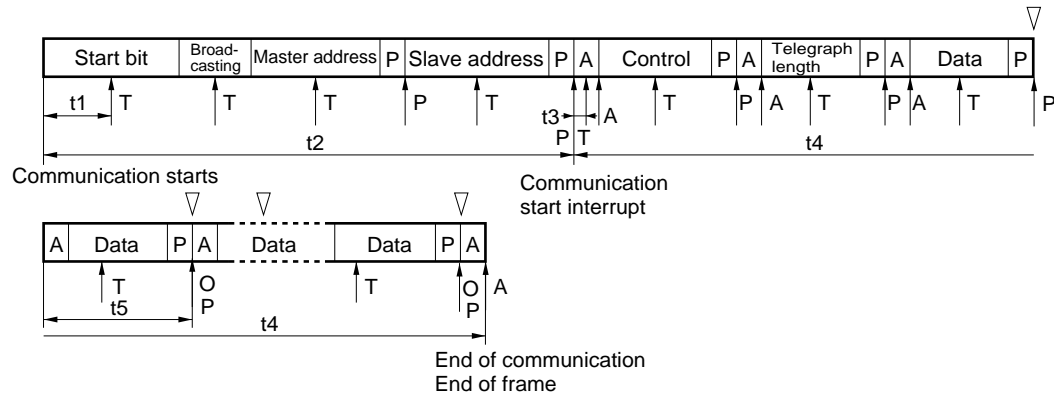 Start bit Broad- casting Master address P Slave address P A Control P A Telegraph length P A Data P
t1 T T T P T t3 A T P A T P A T P
P T
t2 t4
Communication starts
Communication
start interrupt
A Data P A Data Data P A
T O T O A
P P
t5
t4
End of communication
End of frame